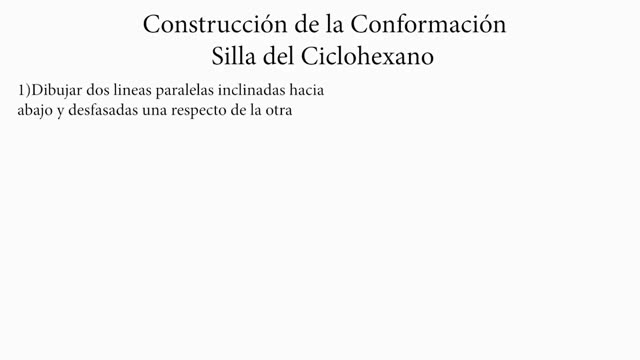 Construcción de la Conformación
Silla del Ciclohexano
1)Dibujar dos lineas paralelas inclinadas hacia
abajo y desfasadas una respecto de la otra